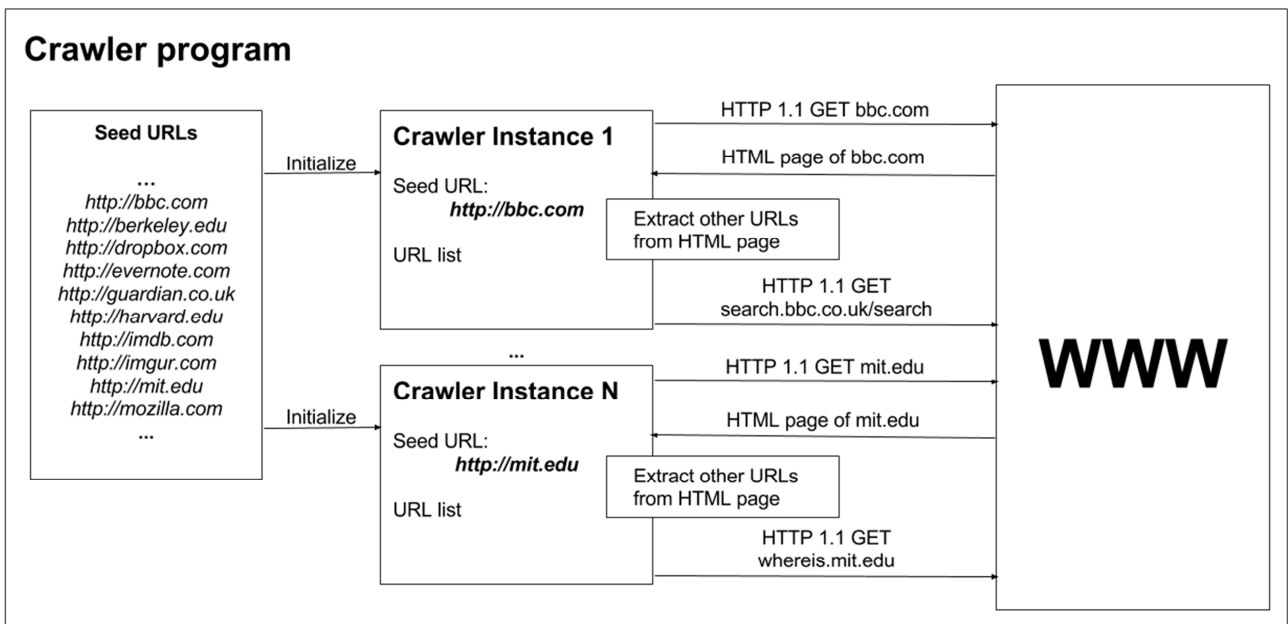 Crawler program
Seed URLs
...
http://bbc.com
http://berkeley.edu
http://dropbox.com
http://evernote.com
http://guardian.co.uk
http://harvard.edu
http://imdb.com
http://imgur.com
http://mit.edu
http://mozilla.com
...
Initialize
Initialize
Crawler Instance 1
Seed URL:
http://bbc.com
URL list
Extract other URLs
from HTML page
HTTP 1.1 GET bbc.com
HTML page of bbc.com
HTTP 1.1 GET
search.bbc.co.uk/search
...
Crawler Instance N
Seed URL:
http://mit.edu
URL list
Extract other URLs
from HTML page
HTTP 1.1 GET mit.edu
HTML page of mit.edu
HTTP 1.1 GET
whereis.mit.edu
WWW